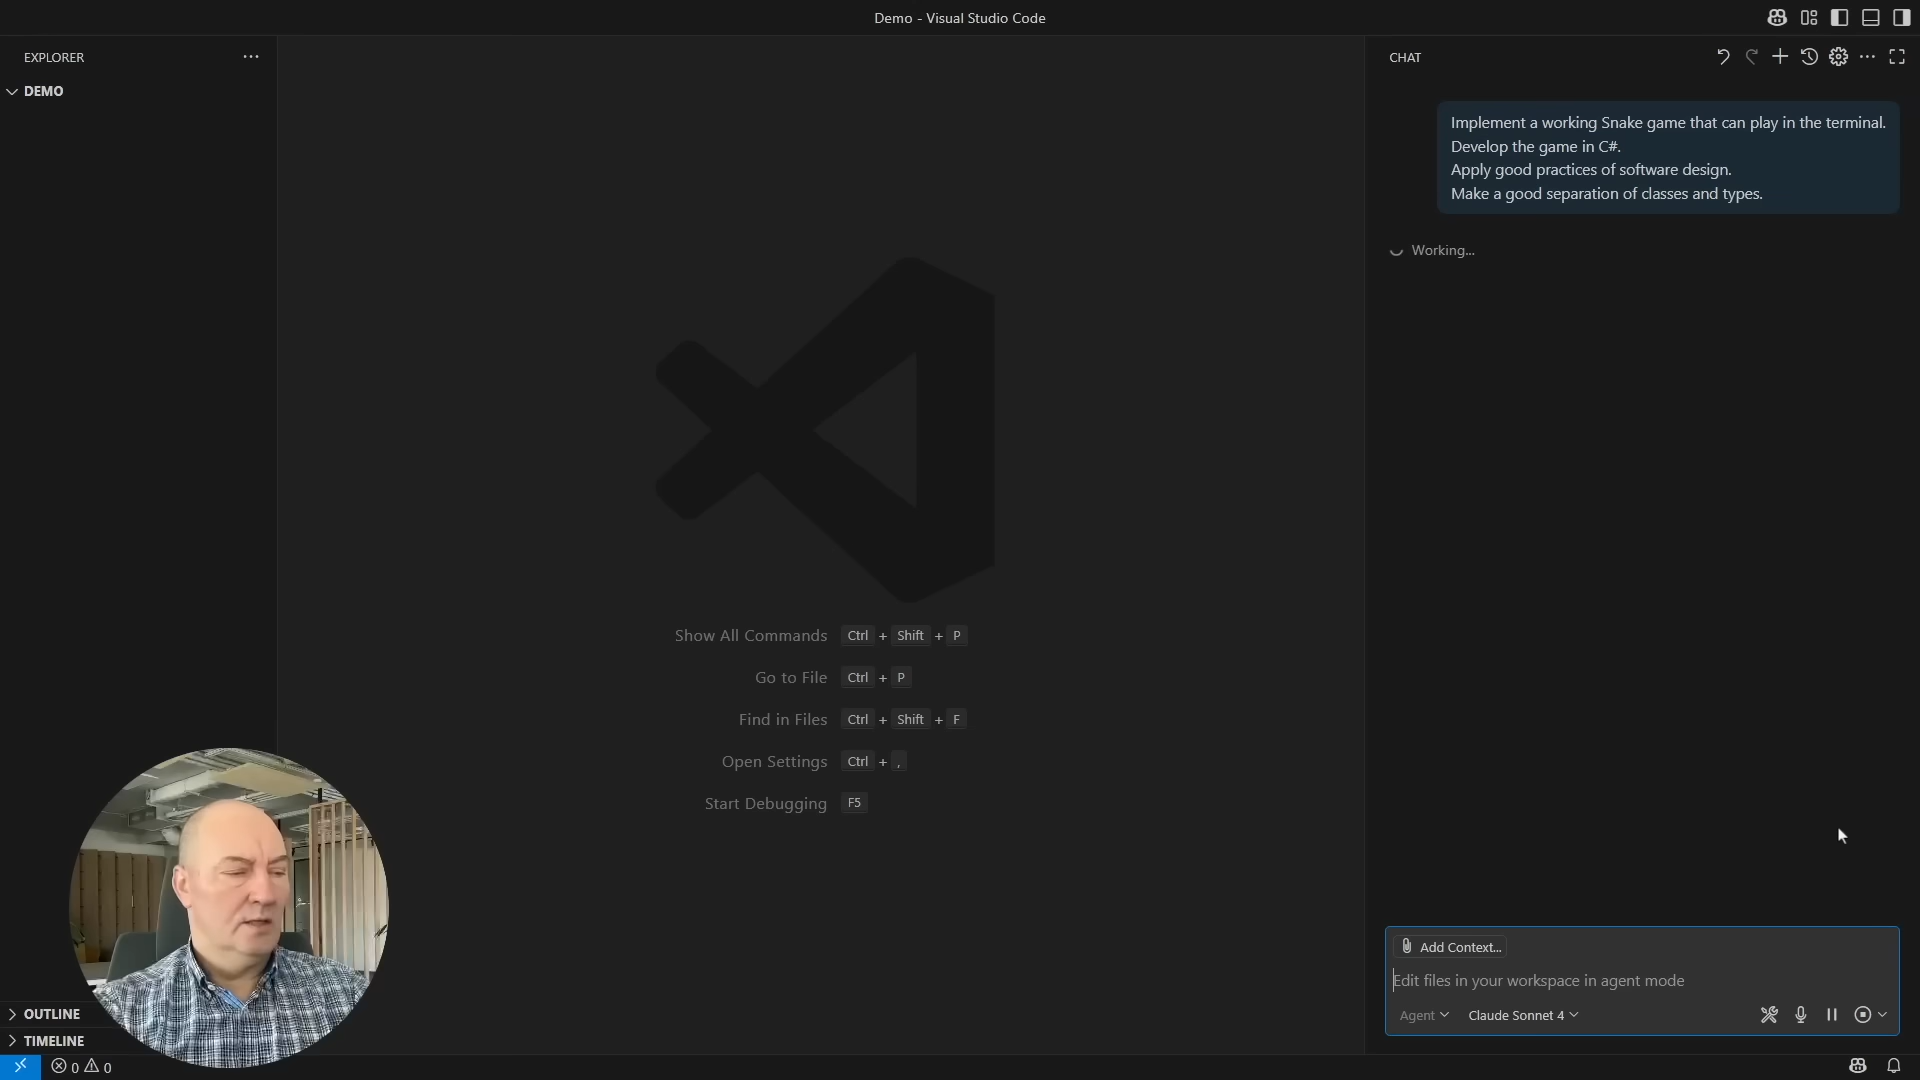 Demo - Visual Studio Code
EXPLORER
DEMO
CHAT
Implement a working Snake game that can play in the terminal.
Develop the game in C#.
Apply good practices of software design.
Make a good separation of classes and types.
Working...
Show All Commands Ctrl + Shift + P
Go to File Ctrl + P
Find in Files Ctrl + Shift + F
Open Settings Ctrl + ,
Start Debugging F5
Add Context...
Edit files in your workspace in agent mode
Agent Claude Sonnet 4
OUTLINE
TIMELINE
0 0